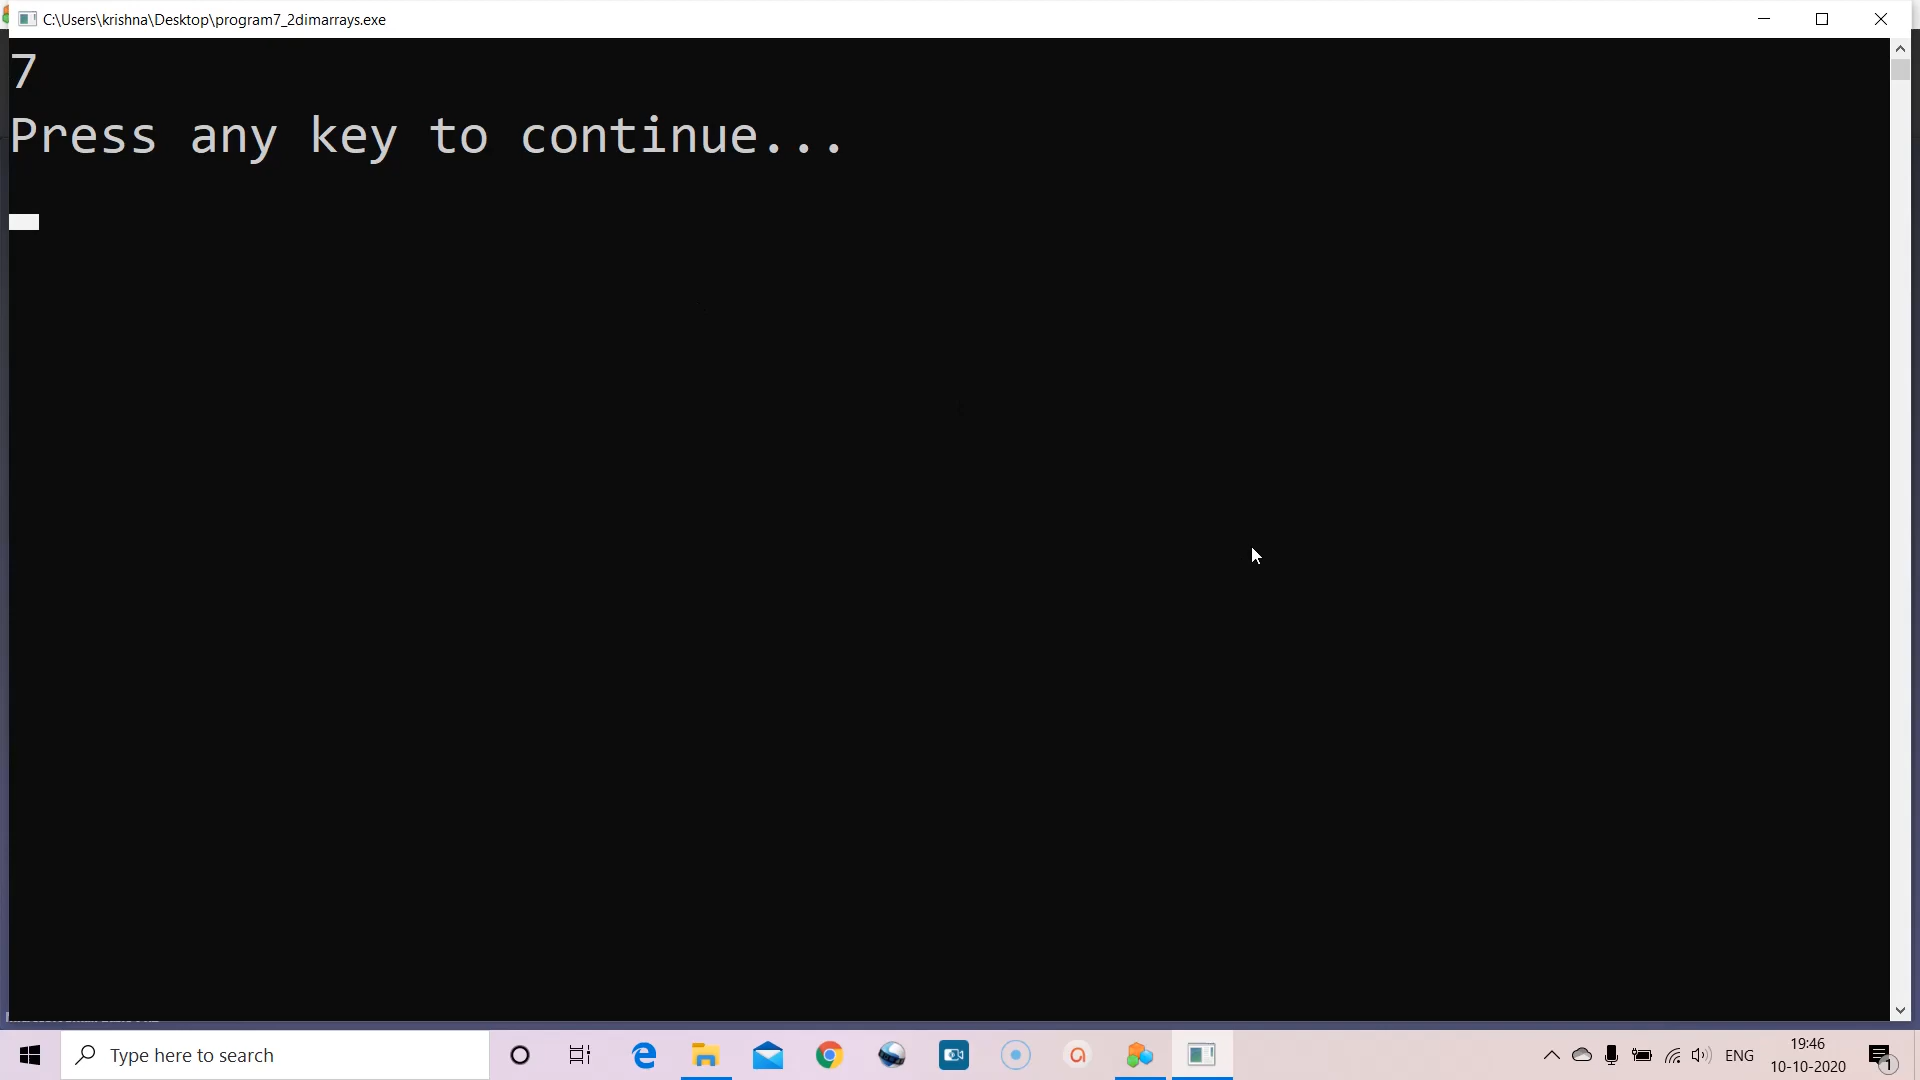 C:\Users\krishna\Desktop\program7_2dimarrays.exe
7
Press any key to continue...
Type here to search
ENG
19:46
10-10-2020
1